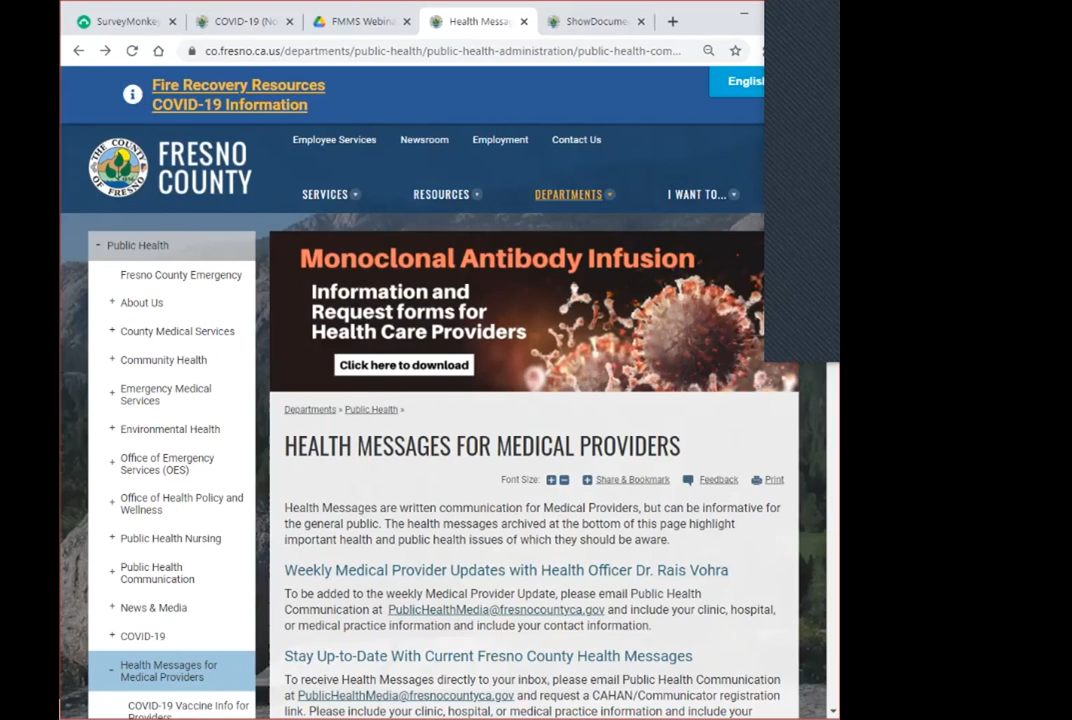 SurveyMonke
COVID-19 (No
FMMS Webina
Health Messa
ShowDocume
co.fresno.ca.us/departments/public-health/public-health-administration/public-health-com...
Fire Recovery Resources
COVID-19 Information
English
Employee Services
Newsroom
Employment
Contact Us
THE COUNTY OF FRESNO
FRESNO
COUNTY
SERVICES
RESOURCES
DEPARTMENTS
I WANT TO...
- Public Health
Fresno County Emergency
+ About Us
+ County Medical Services
+ Community Health
+ Emergency Medical
Services
+ Environmental Health
+ Office of Emergency
Services (OES)
+ Office of Health Policy and
Wellness
+ Public Health Nursing
+ Public Health
Communication
+ News & Media
+ COVID-19
- Health Messages for
Medical Providers
COVID-19 Vaccine Info for
Providers
Monoclonal Antibody Infusion
Information and
Request forms for
Health Care Providers
Click here to download
Departments » Public Health »
HEALTH MESSAGES FOR MEDICAL PROVIDERS
Font Size: + - + Share & Bookmark Feedback Print
Health Messages are written communication for Medical Providers, but can be informative for
the general public. The health messages archived at the bottom of this page highlight
important health and public health issues of which they should be aware.
Weekly Medical Provider Updates with Health Officer Dr. Rais Vohra
To be added to the weekly Medical Provider Update, please email Public Health
Communication at PublicHealthMedia@fresnocountyca.gov and include your clinic, hospital,
or medical practice information and include your contact information.
Stay Up-to-Date With Current Fresno County Health Messages
To receive Health Messages directly to your inbox, please email Public Health Communication
at PublicHealthMedia@fresnocountyca.gov and request a CAHAN/Communicator registration
link. Please include your clinic, hospital, or medical practice information and include your